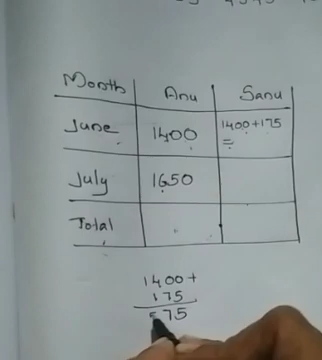 Month Anu Sanu
June 1400 1400+175
=
July 1650
Total
1400+
175
575